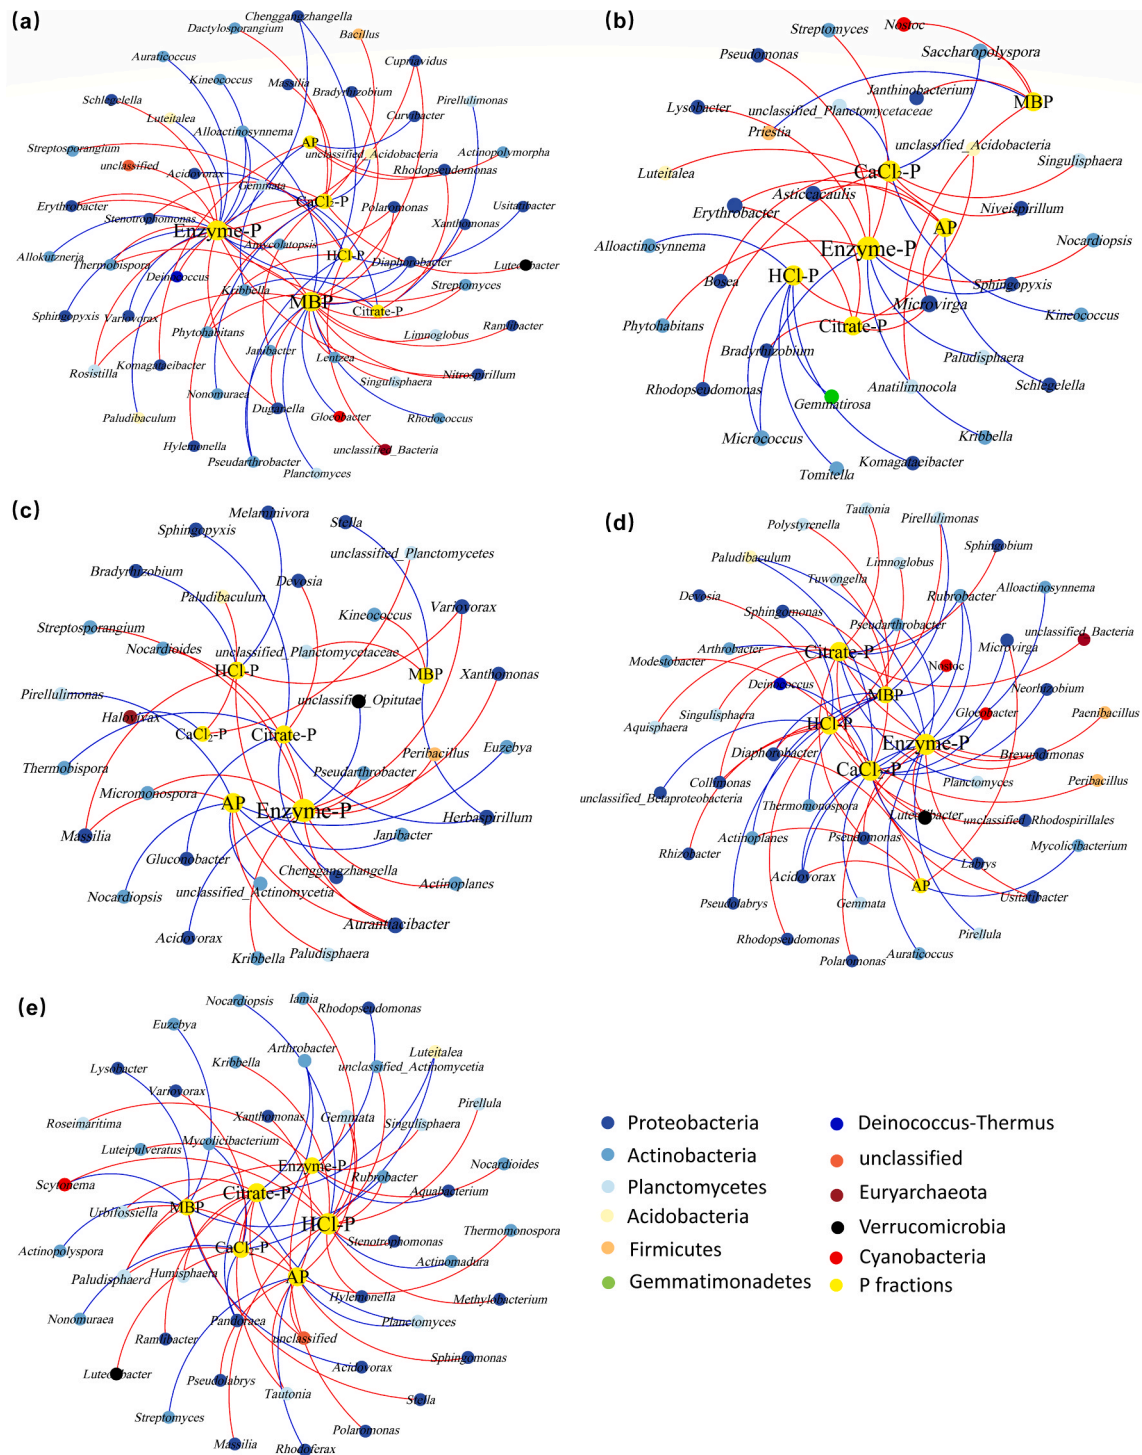 (a)
Chenggangzhangella
Dactylosporangium
Bacillus
Auraticoccus
Cupriavidus
Kineococcus
Massilia
Bradyrhizobium
Pirellulimonas
Schlegelella
Luteitalea
Curvibacter
Alloactinosynnema
AP
Streptosporangium
unclassified_Acidobacteria
Actinopolymorpha
unclassified
Acidovorax
Rhodopseudomonas
Gemmata
CaCl₂-P
Erythrobacter
Polaromonas
Usitatibacter
Stenotrophomonas
Xanthomonas
Enzyme-P
Amycolatopsis
Allokutzneria
HCl-P
Thermobispora
Diaphorobacter
Luteolibacter
Deinococcus
Kribbella
Streptomyces
MBP
Citrate-P
Sphingopyxis
Variovorax
Ramlibacter
Phytohabitans
Limnoglobus
Janibacter
Lentzea
Rosistilla
Komagataeibacter
Nitrospirillum
Singulisphaera
Nonomuraea
Duganella
Paludibaculum
Glocobacter
Rhodococcus
Hylemonella
unclassified_Bacteria
Pseudarthrobacter
Planctomyces
(b)
Nostoc
Streptomyces
Pseudomonas
Saccharopolyspora
Janthinobacterium
MBP
Lysobacter
unclassified_Planctomycetaceae
Priestia
unclassified_Acidobacteria
Singulisphaera
Luteitalea
CaCl₂-P
Asticcacaulis
Niveispirillum
Erythrobacter
AP
Alloactinosynnema
Enzyme-P
Nocardiopsis
HCl-P
Bosea
Sphingopyxis
Microvirga
Phytohabitans
Citrate-P
Kineococcus
Bradyrhizobium
Paludisphaera
Rhodopseudomonas
Anatilimnocola
Schlegelella
Gemmatirosa
Micrococcus
Kribbella
Tomitella
Komagataeibacter
(c)
Melaminivora
Stella
Sphingopyxis
unclassified_Planctomycetes
Bradyrhizobium
Devosia
Paludibaculum
Variovorax
Kineococcus
Streptosporangium
Nocardioides
unclassified_Planctomycetaceae
HCl-P
MBP
Xanthomonas
Pirellulimonas
unclassified_Opitutae
Halovivax
CaCl₂-P
Citrate-P
Euzebya
Peribacillus
Thermobispora
Pseudarthrobacter
Micromonospora
AP
Enzyme-P
Herbaspirillum
Massilia
Janibacter
Gluconobacter
Chenggangzhangella
Actinoplanes
Nocardiopsis
unclassified_Actinomycetia
Aurantiacibacter
Acidovorax
Kribbella
Paludisphaera
(d)
Tautonia
Polystyrenella
Pirellulimonas
Sphingobium
Paludibaculum
Limnoglobus
Tuwongella
Alloactinosynnema
Devosia
Rubrobacter
Sphingomonas
Pseudarthrobacter
unclassified_Bacteria
Arthrobacter
Citrate-P
Microvirga
Modestobacter
Nostoc
Deinococcus
MBP
Neorhizobium
Singulisphaera
Glocobacter
Paenibacillus
Aquisphaera
HCl-P
Enzyme-P
Diaphorobacter
Brevundimonas
CaCl₂-P
Collimonas
Planctomyces
Peribacillus
unclassified_Betaproteobacteria
Thermomonospora
Luteolibacter
unclassified_Rhodospirillales
Actinoplanes
Pseudomonas
Mycolicibacterium
Rhizobacter
Labrys
Acidovorax
AP
Pseudolabrys
Gemmata
Usitatibacter
Rhodopseudomonas
Pirellula
Polaromonas
Auraticoccus
(e)
Nocardiopsis
Iamia
Rhodopseudomonas
Euzebya
Arthrobacter
Luteitalea
Lysobacter
Kribbella
unclassified_Actinomycetia
Variovorax
Pirellula
Roseimaritima
Xanthomonas
Gemmata
Singulisphaera
Luteipulveratus
Mycolicibacterium
Enzyme-P
Nocardioides
Scytonema
Rubrobacter
Citrate-P
Aquabacterium
Urbifossiella
MBP
HCl-P
Thermomonospora
Actinopolyspora
CaCl₂-P
Stenotrophomonas
Actinomadura
Paludisphaerd
Humisphaera
AP
Hylemonella
Methylobacterium
Nonomuraea
Pandoraea
Planctomyces
Ramlibacter
unclassified
Sphingomonas
Luteolibacter
Pseudolabrys
Acidovorax
Tautonia
Stella
Streptomyces
Polaromonas
Massilia
Rhodoferax
Proteobacteria
Actinobacteria
Planctomycetes
Acidobacteria
Firmicutes
Gemmatimonadetes
Deinococcus-Thermus
unclassified
Euryarchaeota
Verrucomicrobia
Cyanobacteria
P fractions